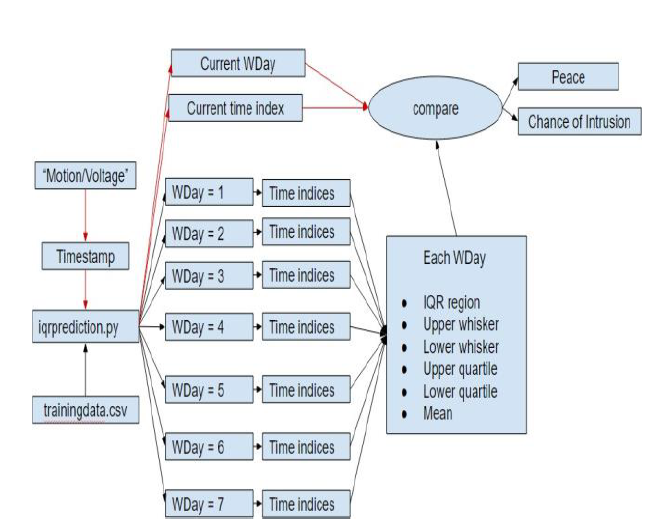 Current WDay
Current time index
compare
Peace
Chance of Intrusion
“Motion/Voltage”
Timestamp
iqrprediction.py
trainingdata.csv
WDay = 1
Time indices
WDay = 2
Time indices
WDay = 3
Time indices
WDay = 4
Time indices
WDay = 5
Time indices
WDay = 6
Time indices
WDay = 7
Time indices
Each WDay
• IQR region
• Upper whisker
• Lower whisker
• Upper quartile
• Lower quartile
• Mean